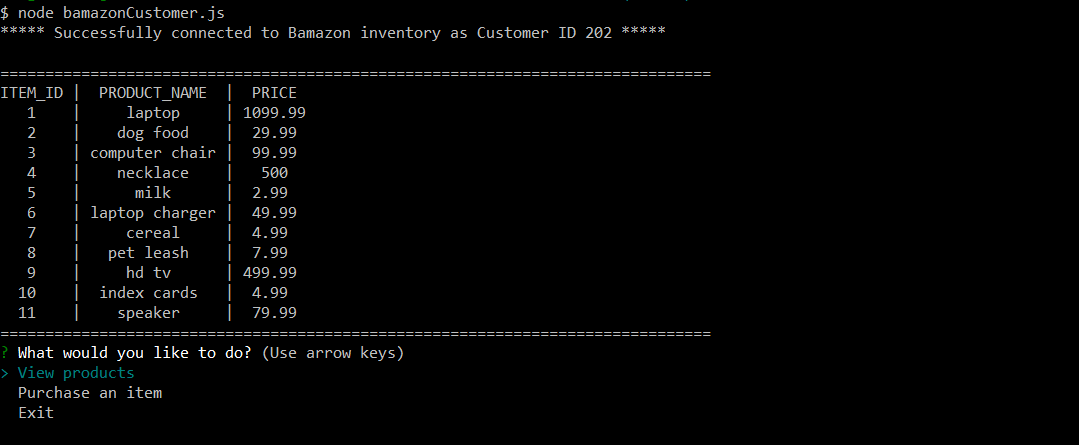 $ node bamazonCustomer.js
***** Successfully connected to Bamazon inventory as Customer ID 202 *****
===============================================================================
ITEM_ID |  PRODUCT_NAME  |  PRICE
   1    |     laptop     | 1099.99
   2    |    dog food    |  29.99
   3    | computer chair |  99.99
   4    |    necklace    |   500
   5    |      milk      |  2.99
   6    | laptop charger |  49.99
   7    |     cereal     |  4.99
   8    |   pet leash    |  7.99
   9    |     hd tv      | 499.99
  10    |  index cards   |  4.99
  11    |    speaker     |  79.99
===============================================================================
? What would you like to do? (Use arrow keys)
> View products
  Purchase an item
  Exit